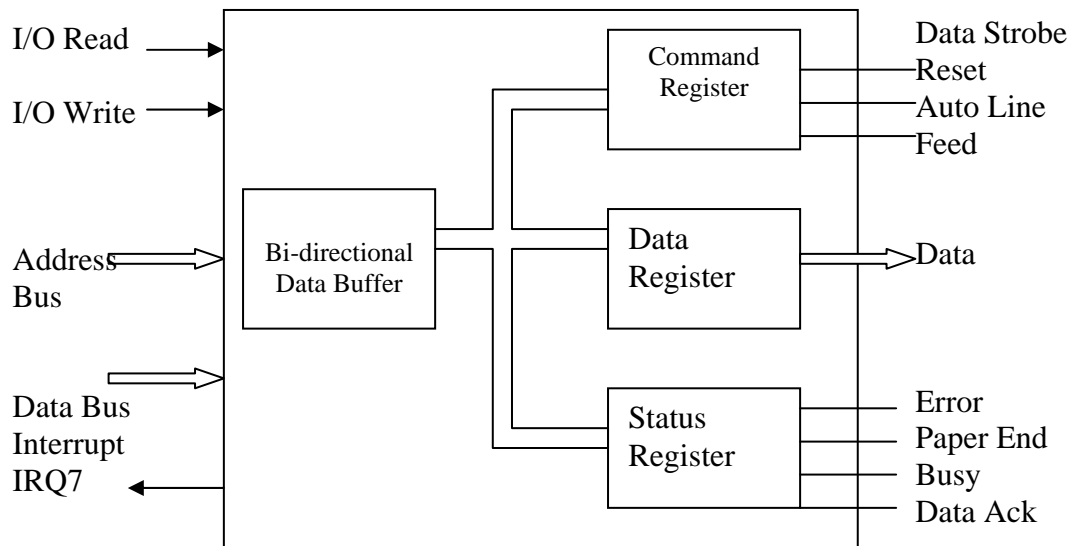 I/O Read
I/O Write
Address
Bus
Data Bus
Interrupt
IRQ7
Bi-directional
Data Buffer
Command
Register
Data
Register
Status
Register
Data Strobe
Reset
Auto Line
Feed
Data
Error
Paper End
Busy
Data Ack